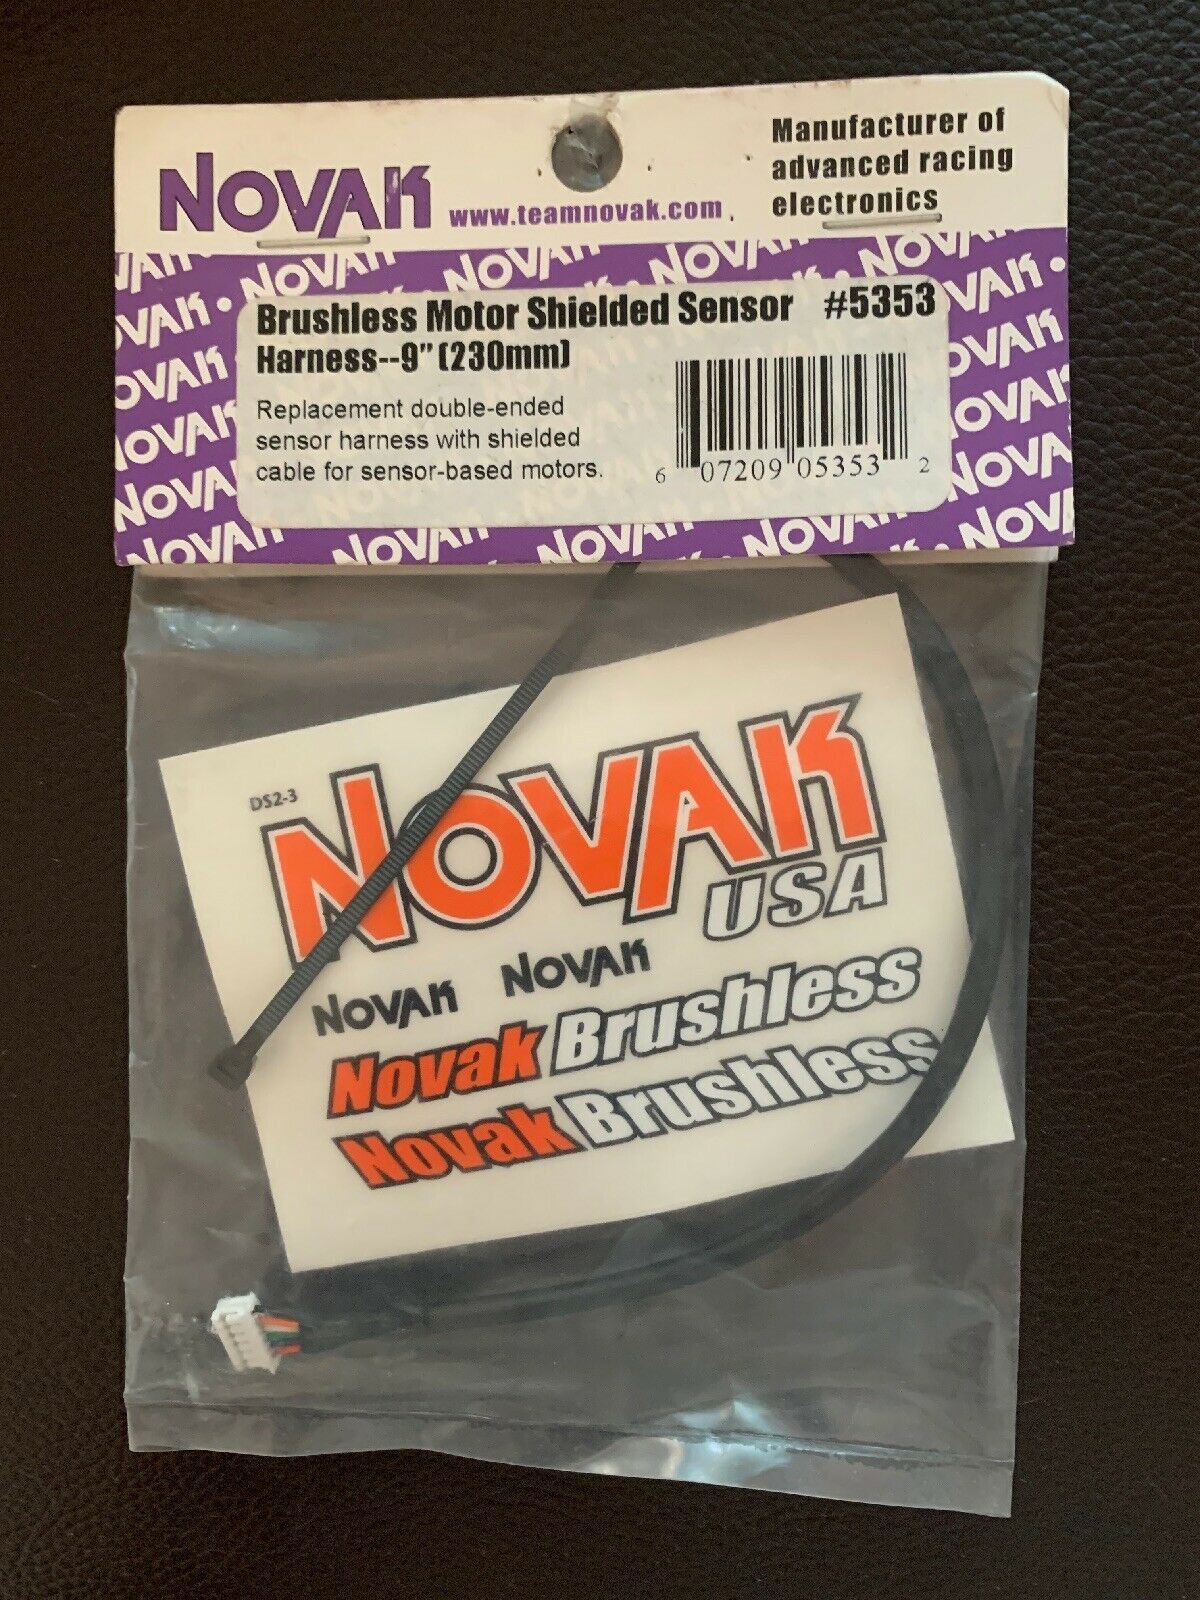 NOVAK
www.teamnovak.com
Manufacturer of
advanced racing
electronics
Brushless Motor Shielded Sensor #5353
Harness--9" (230mm)
Replacement double-ended
sensor harness with shielded
cable for sensor-based motors.
6 07209 05353 2
DS2-3
NOVAK
USA
NOVAK NOVAK
Novak Brushless
Novak Brushless